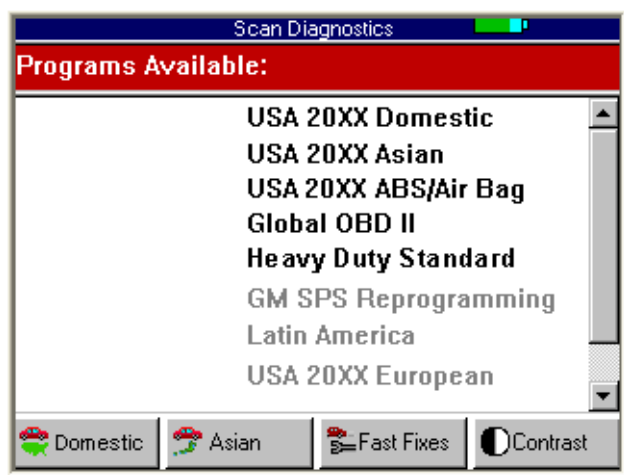 Scan Diagnostics
Programs Available:
USA 20XX Domestic
USA 20XX Asian
USA 20XX ABS/Air Bag
Global OBD II
Heavy Duty Standard
GM SPS Reprogramming
Latin America
USA 20XX European
Domestic Asian Fast Fixes Contrast